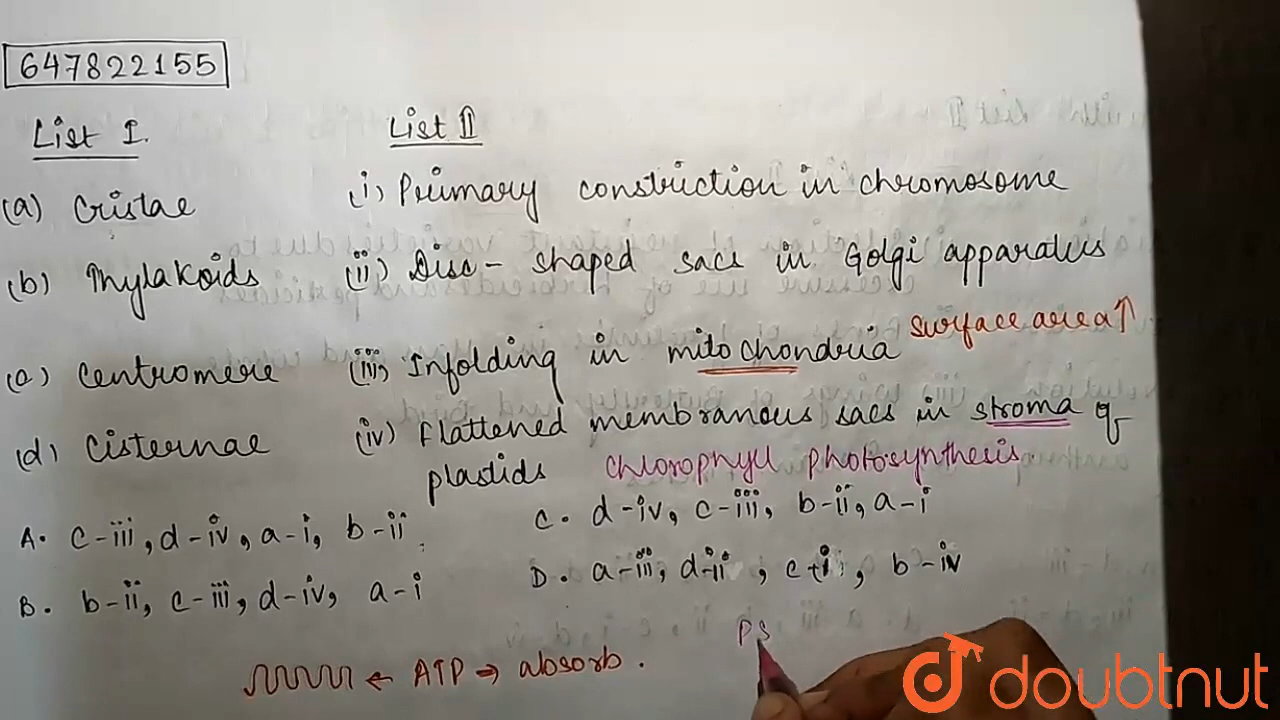 647822155
List I. List II
(a) Cristae (i) Primary constriction in chromosome
(b) Thylakoids (ii) Disc - shaped sacs in Golgi apparatus
(c) Centromere (iii) Infolding in mitochondria surface area ↑
(d) Cisternae (iv) Flattened membranous sacs in stroma of
plastids chlorophyll photosynthesis.
A. c-iii, d-iv, a-i, b-ii C. d-iv, c-iii, b-ii, a-i
B. b-ii, c-iii, d-iv, a-i D. a-iii, d-ii, c-i, b-iv
PS
← ATP → absorb.
doubtnut